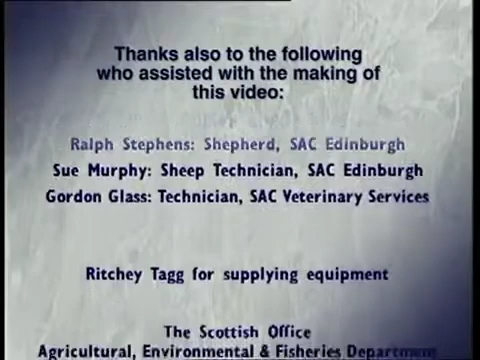 Thanks also to the following
who assisted with the making of
this video:
Ralph Stephens: Shepherd, SAC Edinburgh
Sue Murphy: Sheep Technician, SAC Edinburgh
Gordon Glass: Technician, SAC Veterinary Services
Ritchey Tagg for supplying equipment
The Scottish Office
Agricultural, Environmental & Fisheries Department